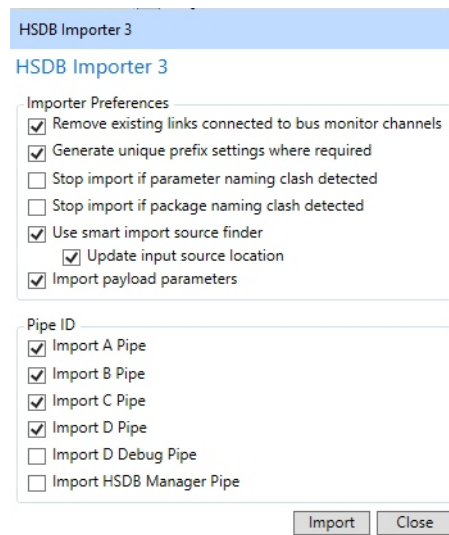 HSDB Importer 3
HSDB Importer 3
Importer Preferences
Remove existing links connected to bus monitor channels
Generate unique prefix settings where required
Stop import if parameter naming clash detected
Stop import if package naming clash detected
Use smart import source finder
Update input source location
Import payload parameters
Pipe ID
Import A Pipe
Import B Pipe
Import C Pipe
Import D Pipe
Import D Debug Pipe
Import HSDB Manager Pipe
Import Close